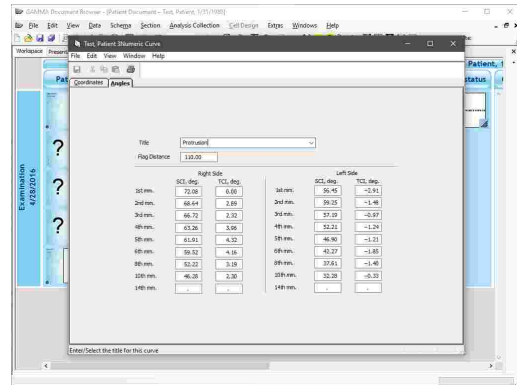 GAMMA Document Browser - [Patient Document - Test, Patient, 1/31/1980]
File Edit View Data Schema Section Analysis Collection Cell Design Extras Windows Help
Workspace Presen
Test, Patient 3Numeric Curve
File Edit View Window Help
Coordinates Angles
Patient, 1
Pat
status
Title Protrusion
Flag Distance 110.00
Right Side Left Side
SCI, deg. TCI, deg. SCI, deg. TCI, deg.
1st mm. 72.08 0.00 1st mm. 56.45 -2.91
2nd mm. 68.64 2.89 2nd mm. 59.25 -1.48
3rd mm. 66.72 2.32 3rd mm. 57.19 -0.97
4th mm. 63.26 3.96 4th mm. 52.21 -1.24
5th mm. 61.91 4.32 5th mm. 46.90 -1.21
6th mm. 59.52 4.16 6th mm. 42.27 -1.85
8th mm. 52.22 3.19 8th mm. 37.61 -1.40
10th mm. 46.28 2.30 10th mm. 32.28 -0.33
14th mm. . . 14th mm. . .
Examination
4/28/2016
?
?
?
Enter/Select the title for this curve